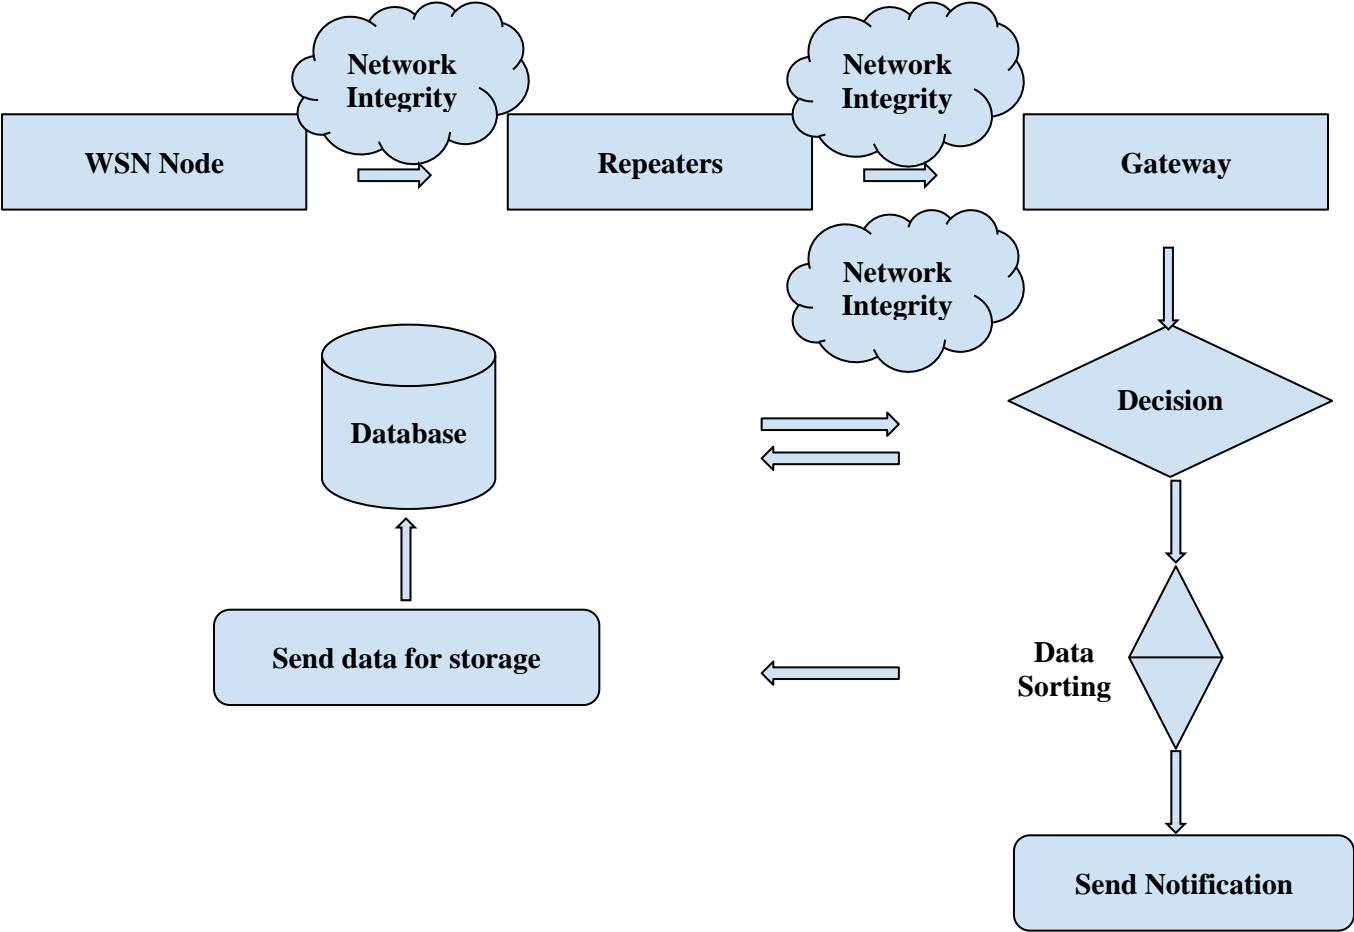 Network
Integrity
Network
Integrity
WSN Node
Repeaters
Gateway
Network
Integrity
Decision
Database
Data
Sorting
Send data for storage
Send Notification